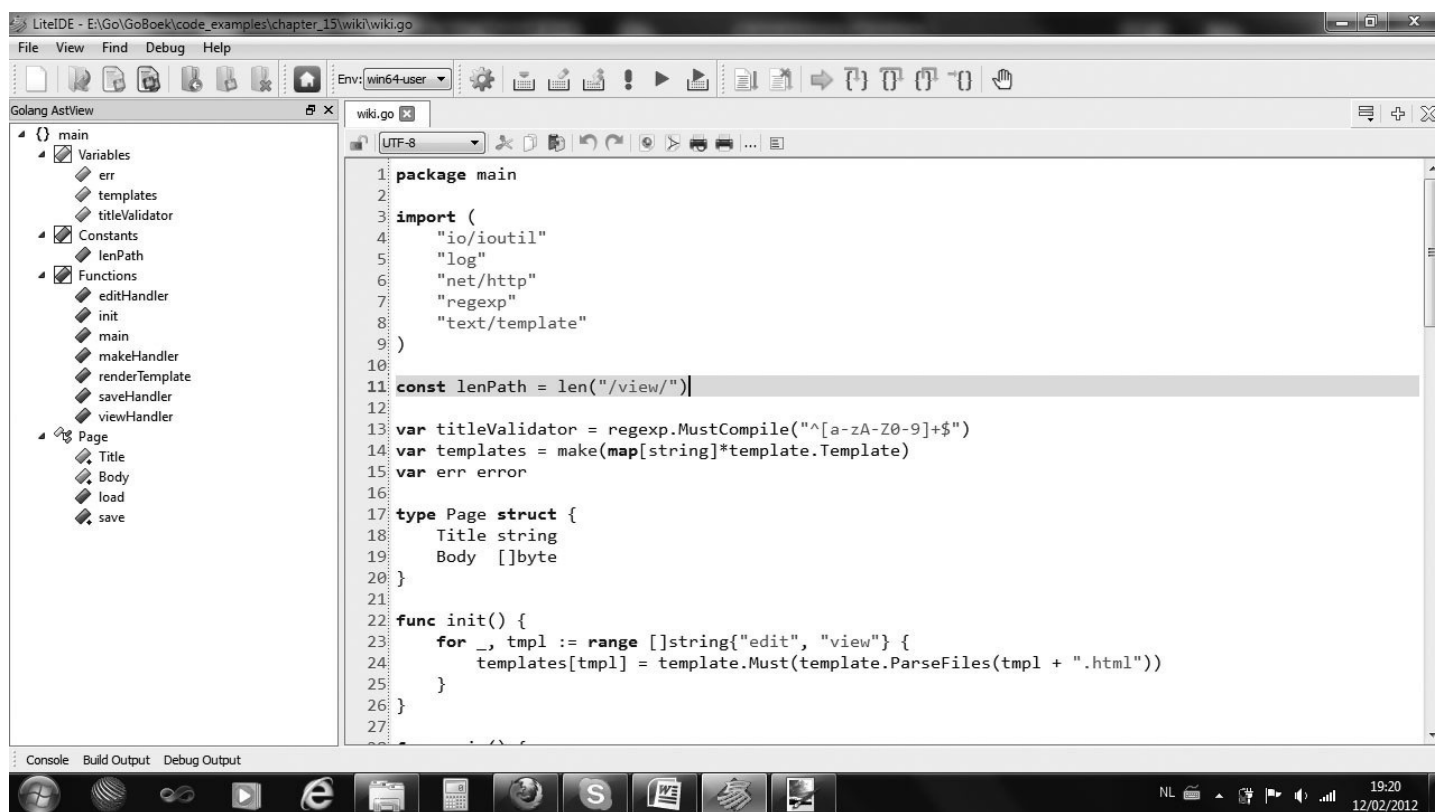 LiteIDE - E:\Go\GoBoek\code_examples\chapter_15\wiki\wiki.go
File View Find Debug Help
Env: win64-user
Golang AstView
wiki.go
{} main
Variables
err
templates
titleValidator
Constants
lenPath
Functions
editHandler
init
main
makeHandler
renderTemplate
saveHandler
viewHandler
Page
Title
Body
load
save
UTF-8
1 package main
2
3 import (
4 "io/ioutil"
5 "log"
6 "net/http"
7 "regexp"
8 "text/template"
9 )
10
11 const lenPath = len("/view/")
12
13 var titleValidator = regexp.MustCompile("^[a-zA-Z0-9]+$")
14 var templates = make(map[string]*template.Template)
15 var err error
16
17 type Page struct {
18 Title string
19 Body []byte
20 }
21
22 func init() {
23 for _, tmpl := range []string{"edit", "view"} {
24 templates[tmpl] = template.Must(template.ParseFiles(tmpl + ".html"))
25 }
26 }
27
Console Build Output Debug Output
NL
19:20
12/02/2012